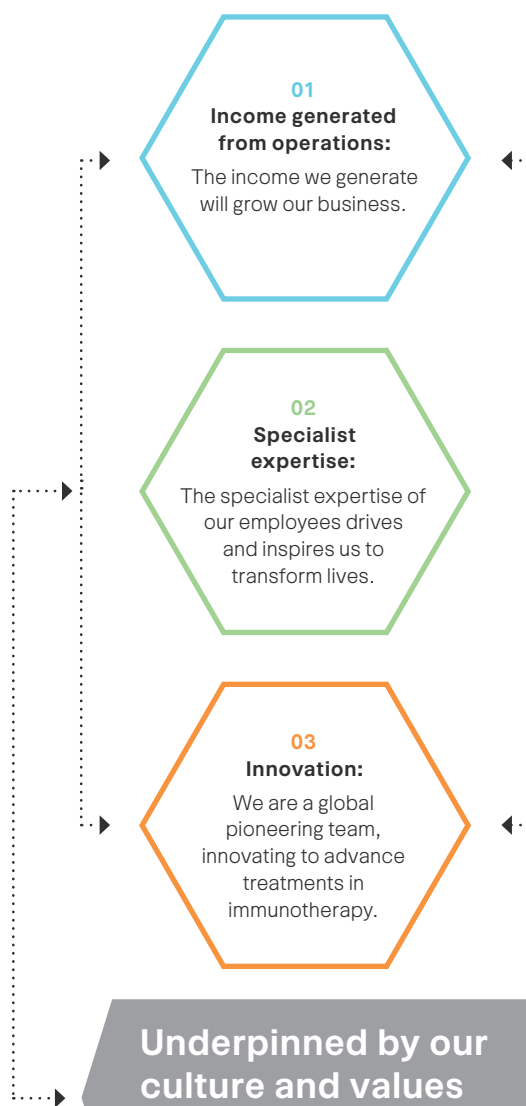 01
Income generated
from operations:
The income we generate
will grow our business.
02
Specialist
expertise:
The specialist expertise of
our employees drives
and inspires us to
transform lives.
03
Innovation:
We are a global
pioneering team,
innovating to advance
treatments in
immunotherapy.
Underpinned by our
culture and values